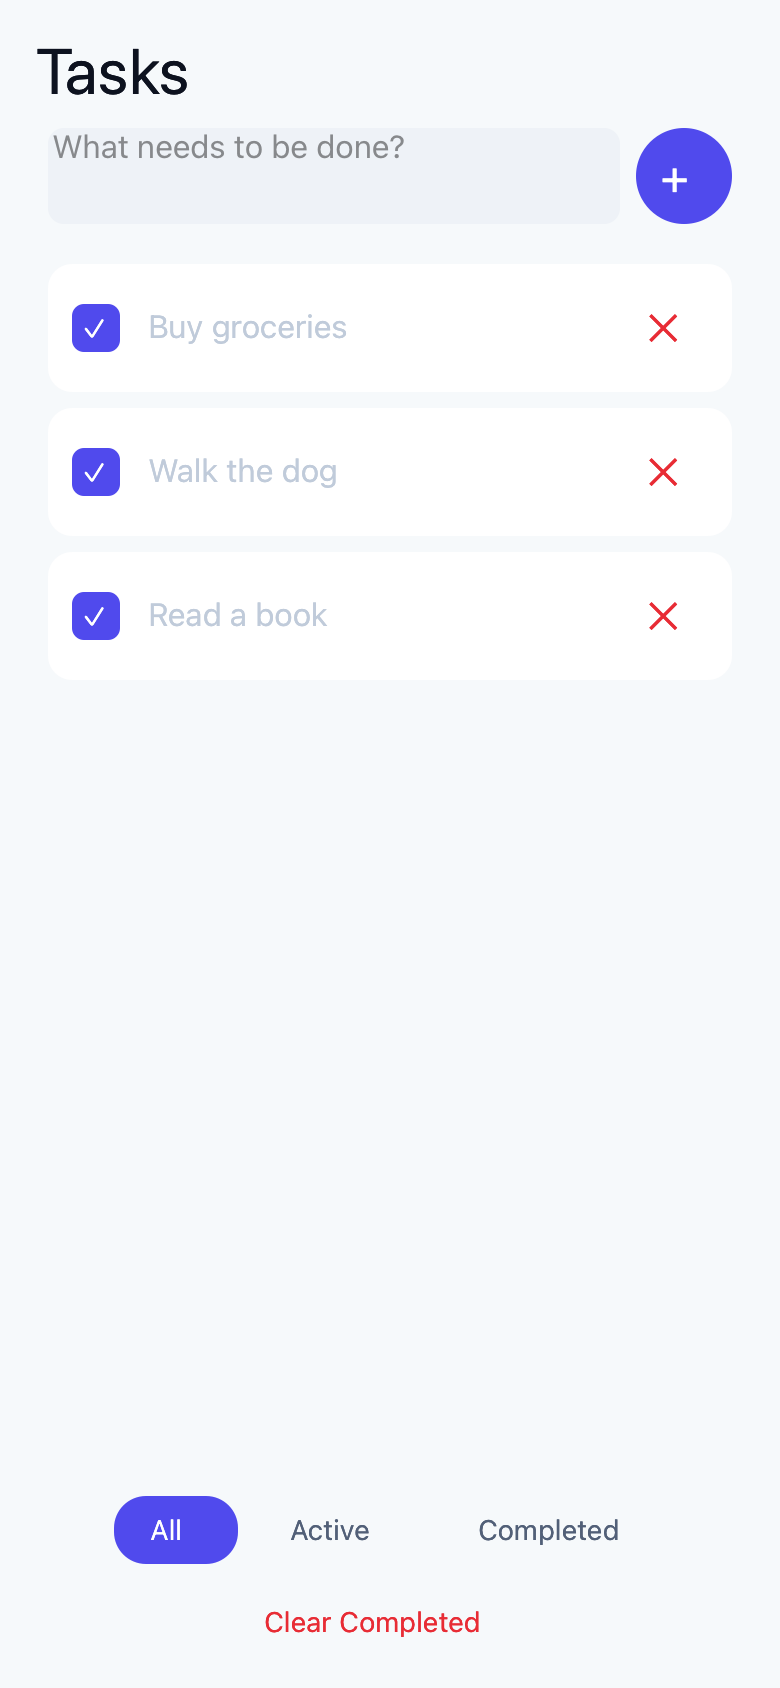 Tasks
What needs to be done?
+
Buy groceries
Walk the dog
Read a book
All
Active
Completed
Clear Completed